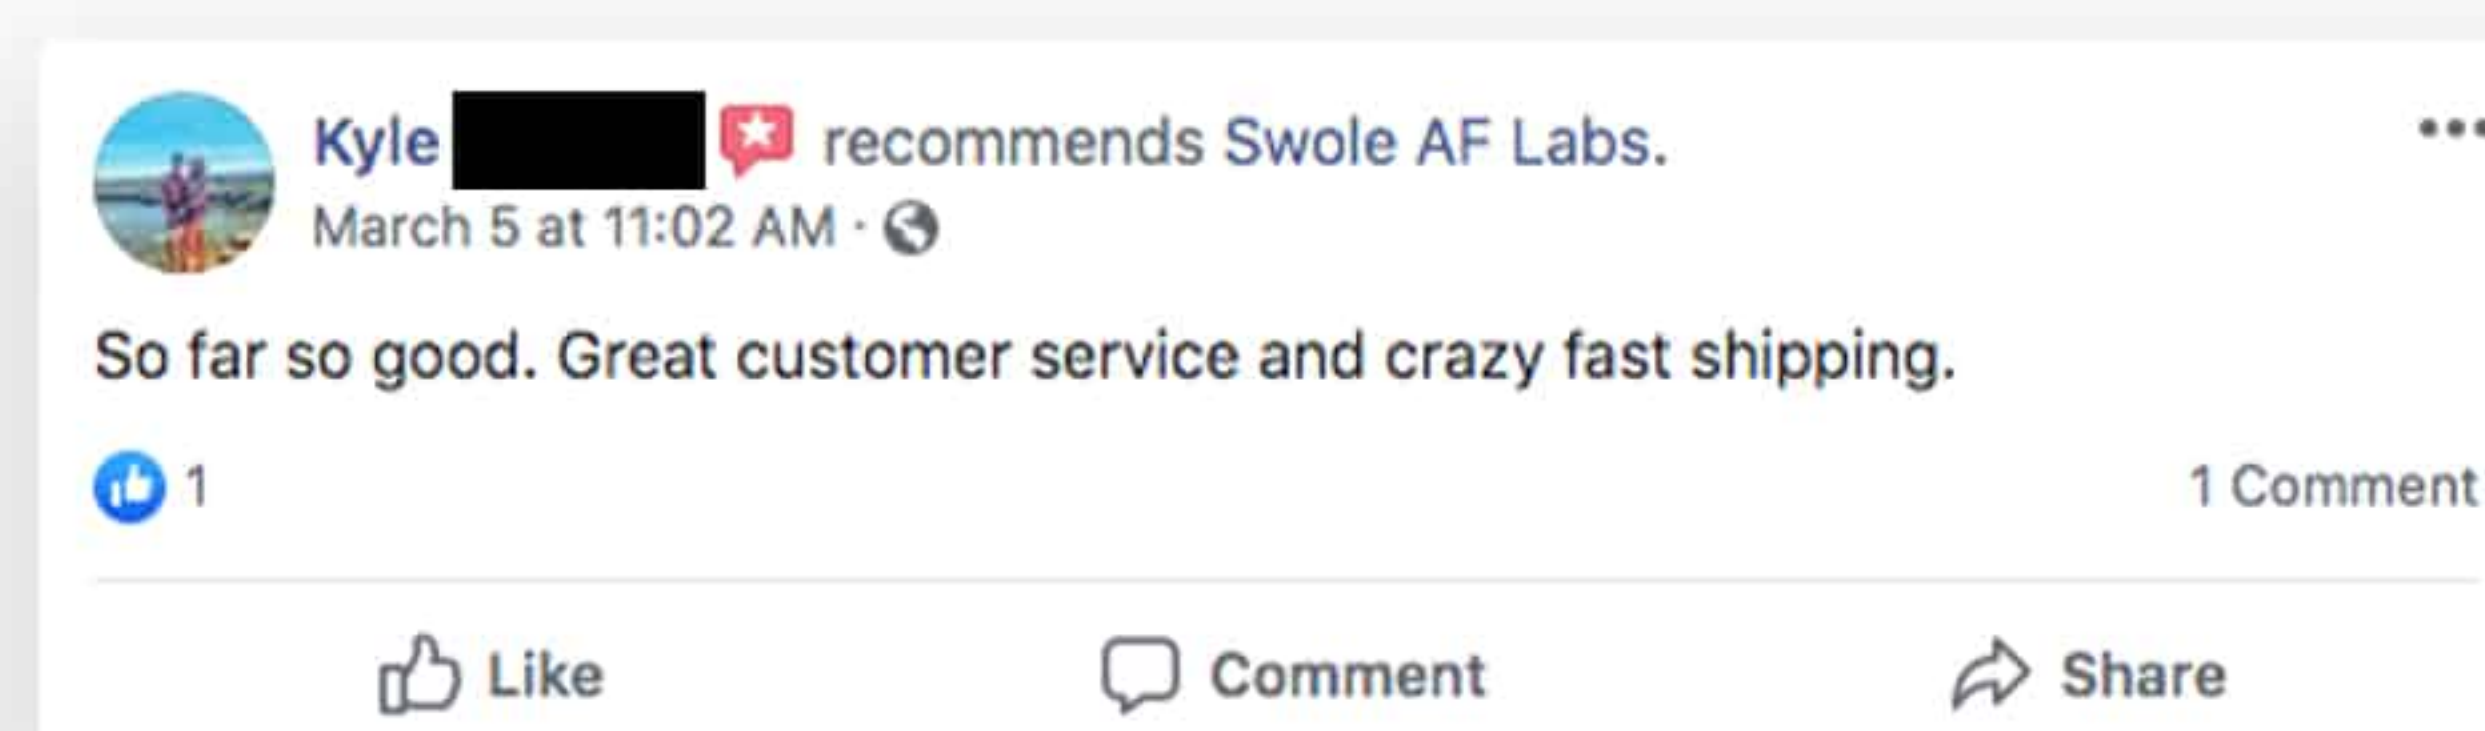 Kyle recommends Swole AF Labs.
March 5 at 11:02 AM ·
So far so good. Great customer service and crazy fast shipping.
1 1 Comment
Like Comment Share